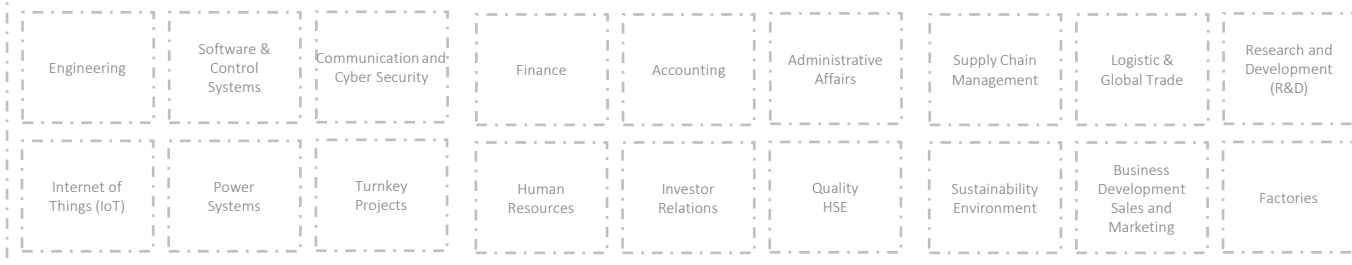 Engineering
Software &
Control
Systems
Communication and
Cyber Security
Finance
Accounting
Administrative
Affairs
Supply Chain
Management
Logistic &
Global Trade
Research and
Development
(R&D)
Internet of
Things (IoT)
Power
Systems
Turnkey
Projects
Human
Resources
Investor
Relations
Quality
HSE
Sustainability
Environment
Business
Development
Sales and
Marketing
Factories